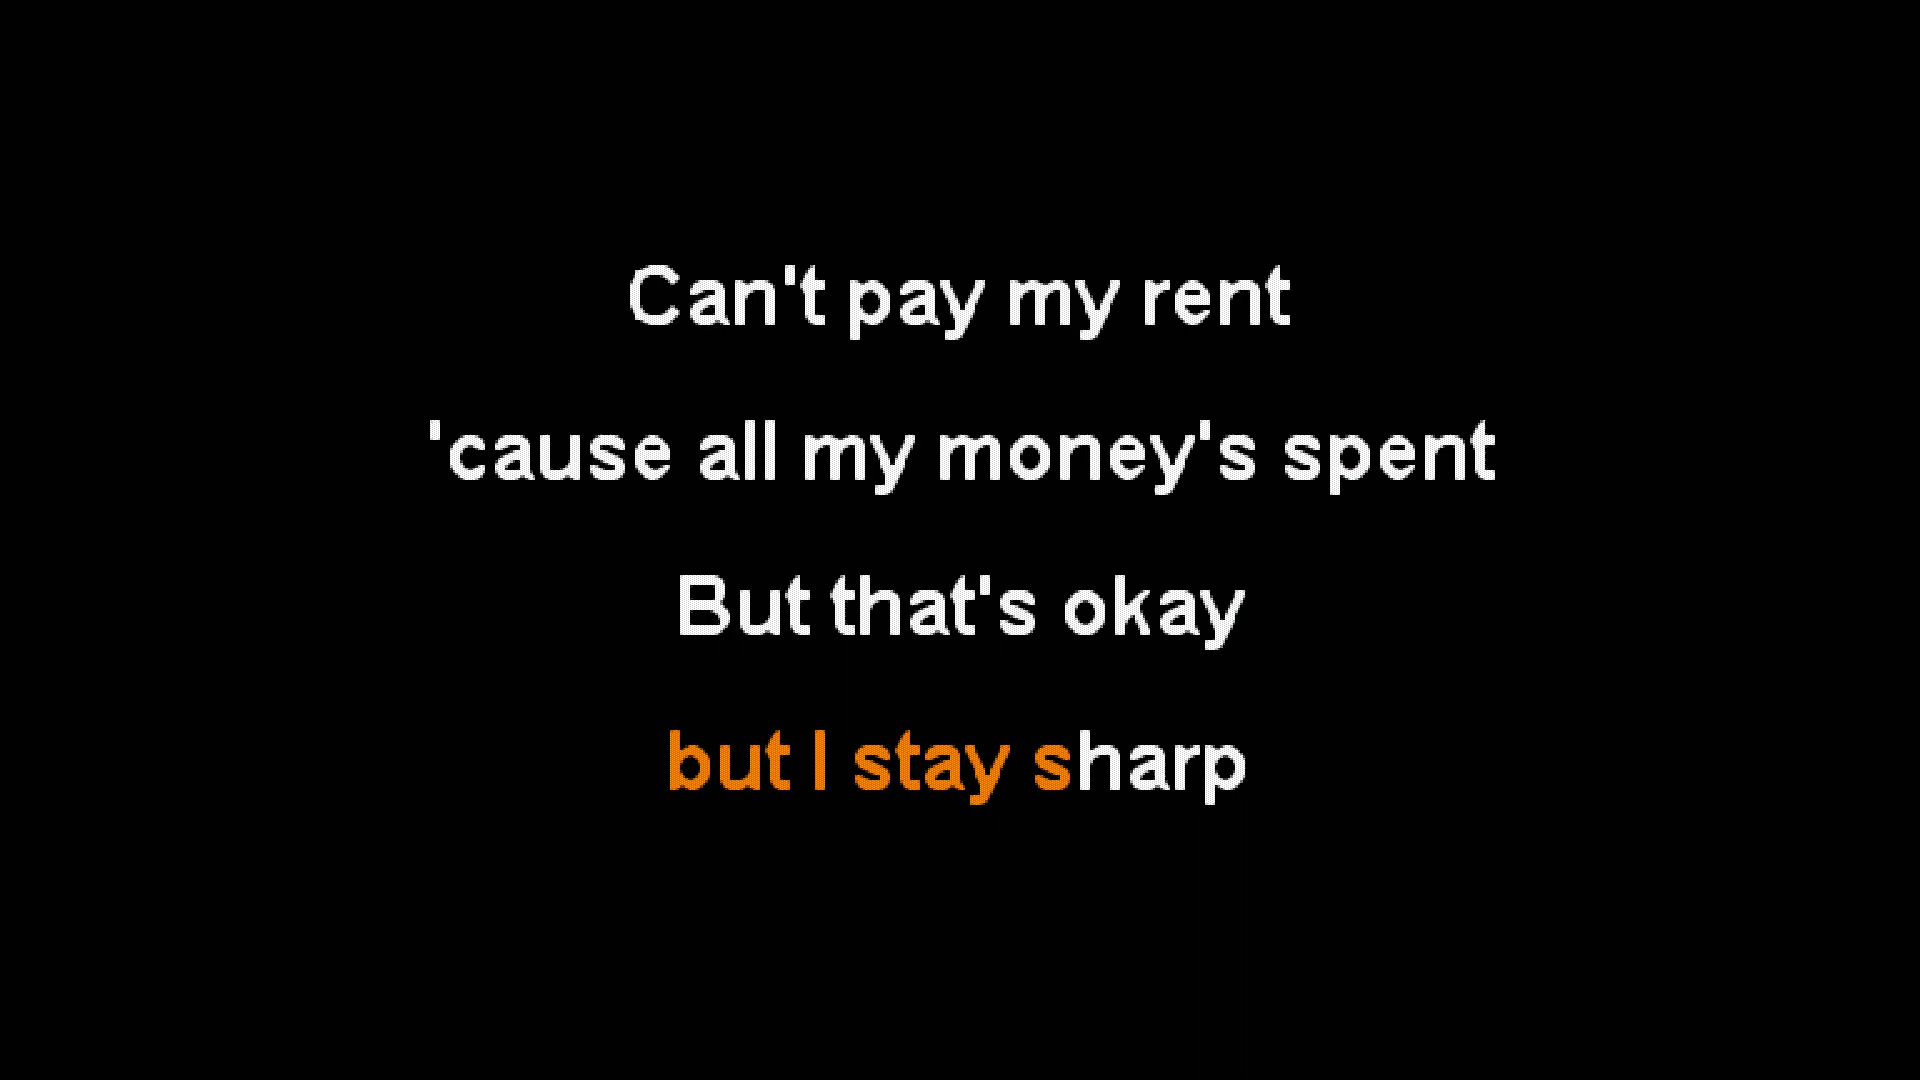 Can't pay my rent
'cause all my money's spent
But that's okay
but I stay sharp